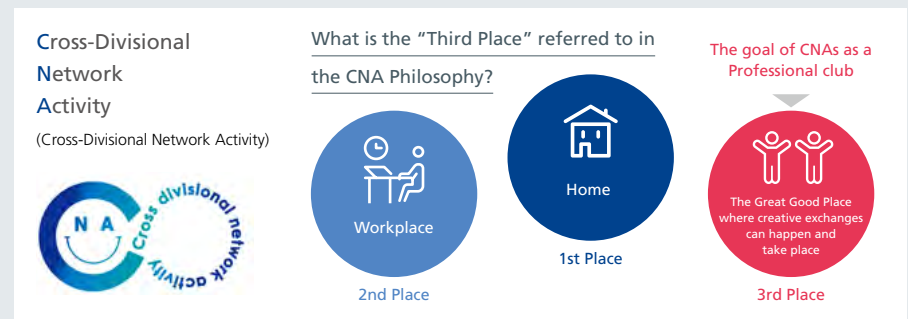 Cross-Divisional
Network
Activity
(Cross-Divisional Network Activity)
N A
Cross divisional network activity
What is the “Third Place” referred to in
the CNA Philosophy?
Workplace
2nd Place
Home
1st Place
The goal of CNAs as a
Professional club
The Great Good Place
where creative exchanges
can happen and
take place
3rd Place